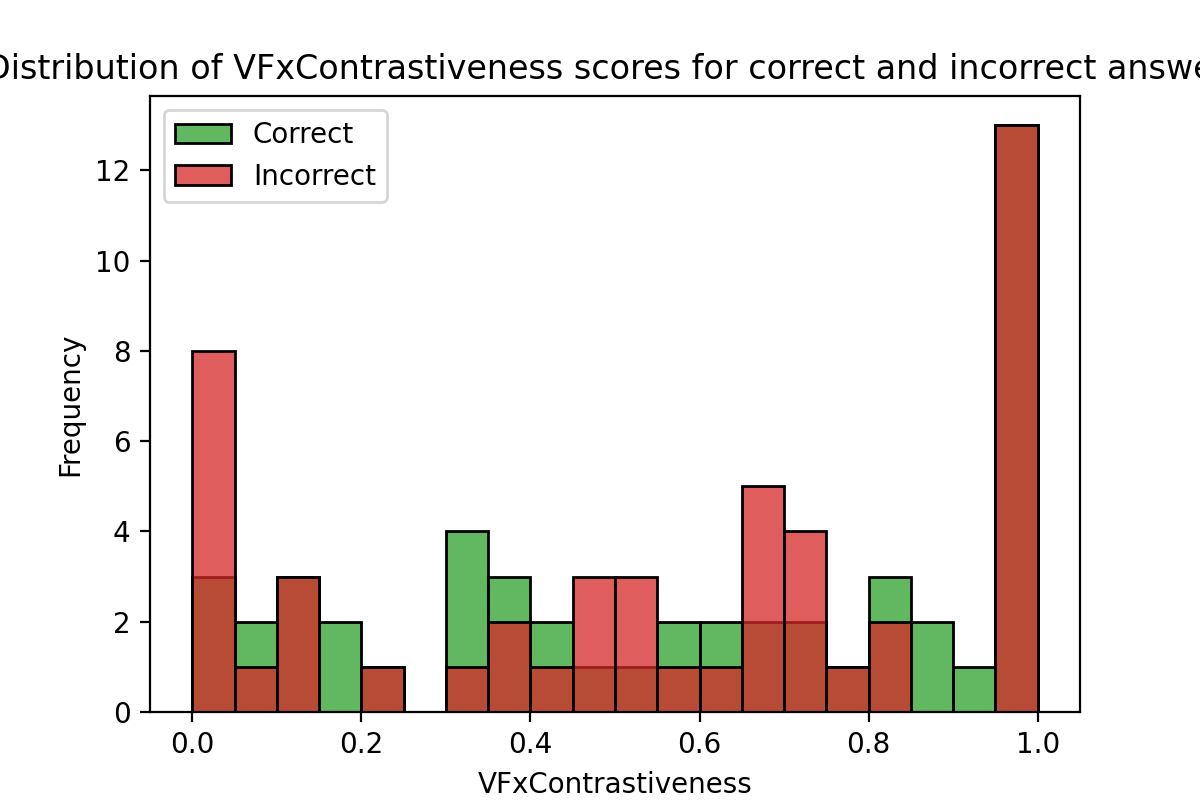 Distribution of VFxContrastiveness scores for correct and incorrect answe
Correct
Incorrect
12
10
8
6
4
2
0
Frequency
0.0 0.2 0.4 0.6 0.8 1.0
VFxContrastiveness